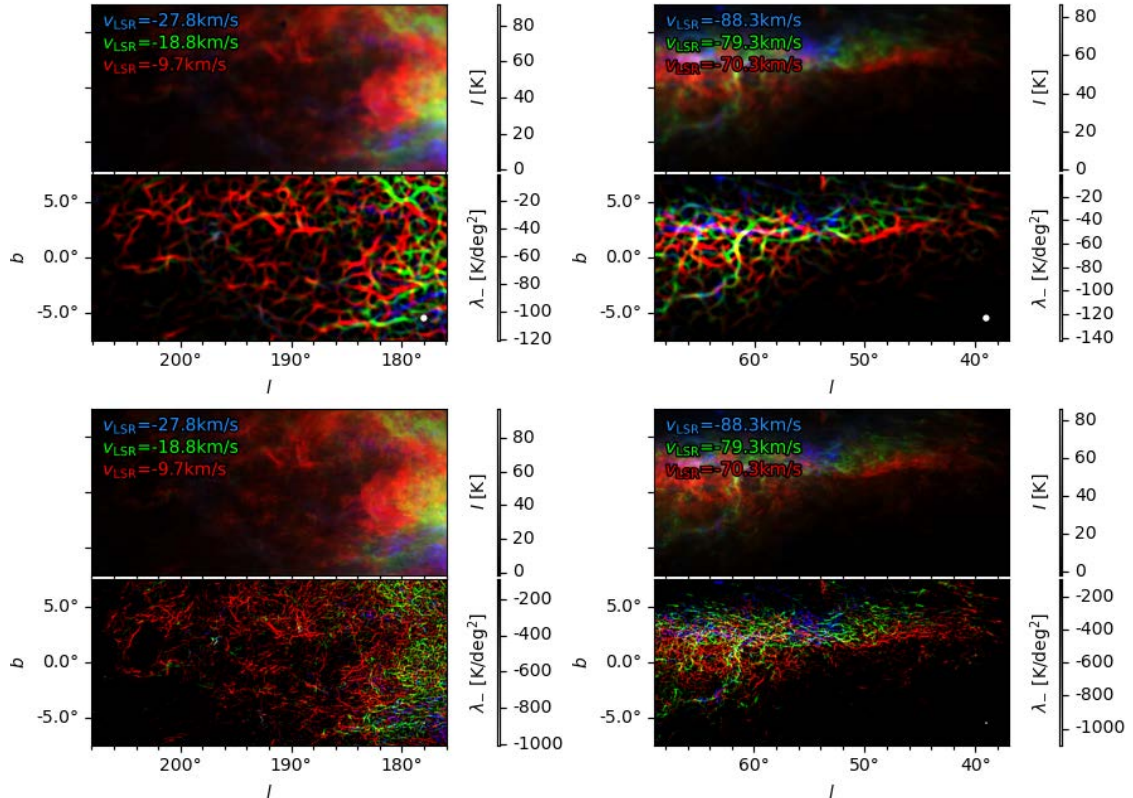 v_LSR=-27.8km/s
v_LSR=-18.8km/s
v_LSR=-9.7km/s
80
60
40
20
0
I [K]
5.0°
0.0°
-5.0°
b
200°
190°
180°
l
-20
-40
-60
-80
-100
-120
λ_− [K/deg²]
v_LSR=-88.3km/s
v_LSR=-79.3km/s
v_LSR=-70.3km/s
80
60
40
20
0
I [K]
5.0°
0.0°
-5.0°
b
60°
50°
40°
l
-20
-40
-60
-80
-100
-120
-140
λ_− [K/deg²]
v_LSR=-27.8km/s
v_LSR=-18.8km/s
v_LSR=-9.7km/s
80
60
40
20
0
I [K]
5.0°
0.0°
-5.0°
b
200°
190°
180°
l
-200
-400
-600
-800
-1000
λ_− [K/deg²]
v_LSR=-88.3km/s
v_LSR=-79.3km/s
v_LSR=-70.3km/s
80
60
40
20
0
I [K]
5.0°
0.0°
-5.0°
b
60°
50°
40°
l
-200
-400
-600
-800
-1000
λ_− [K/deg²]